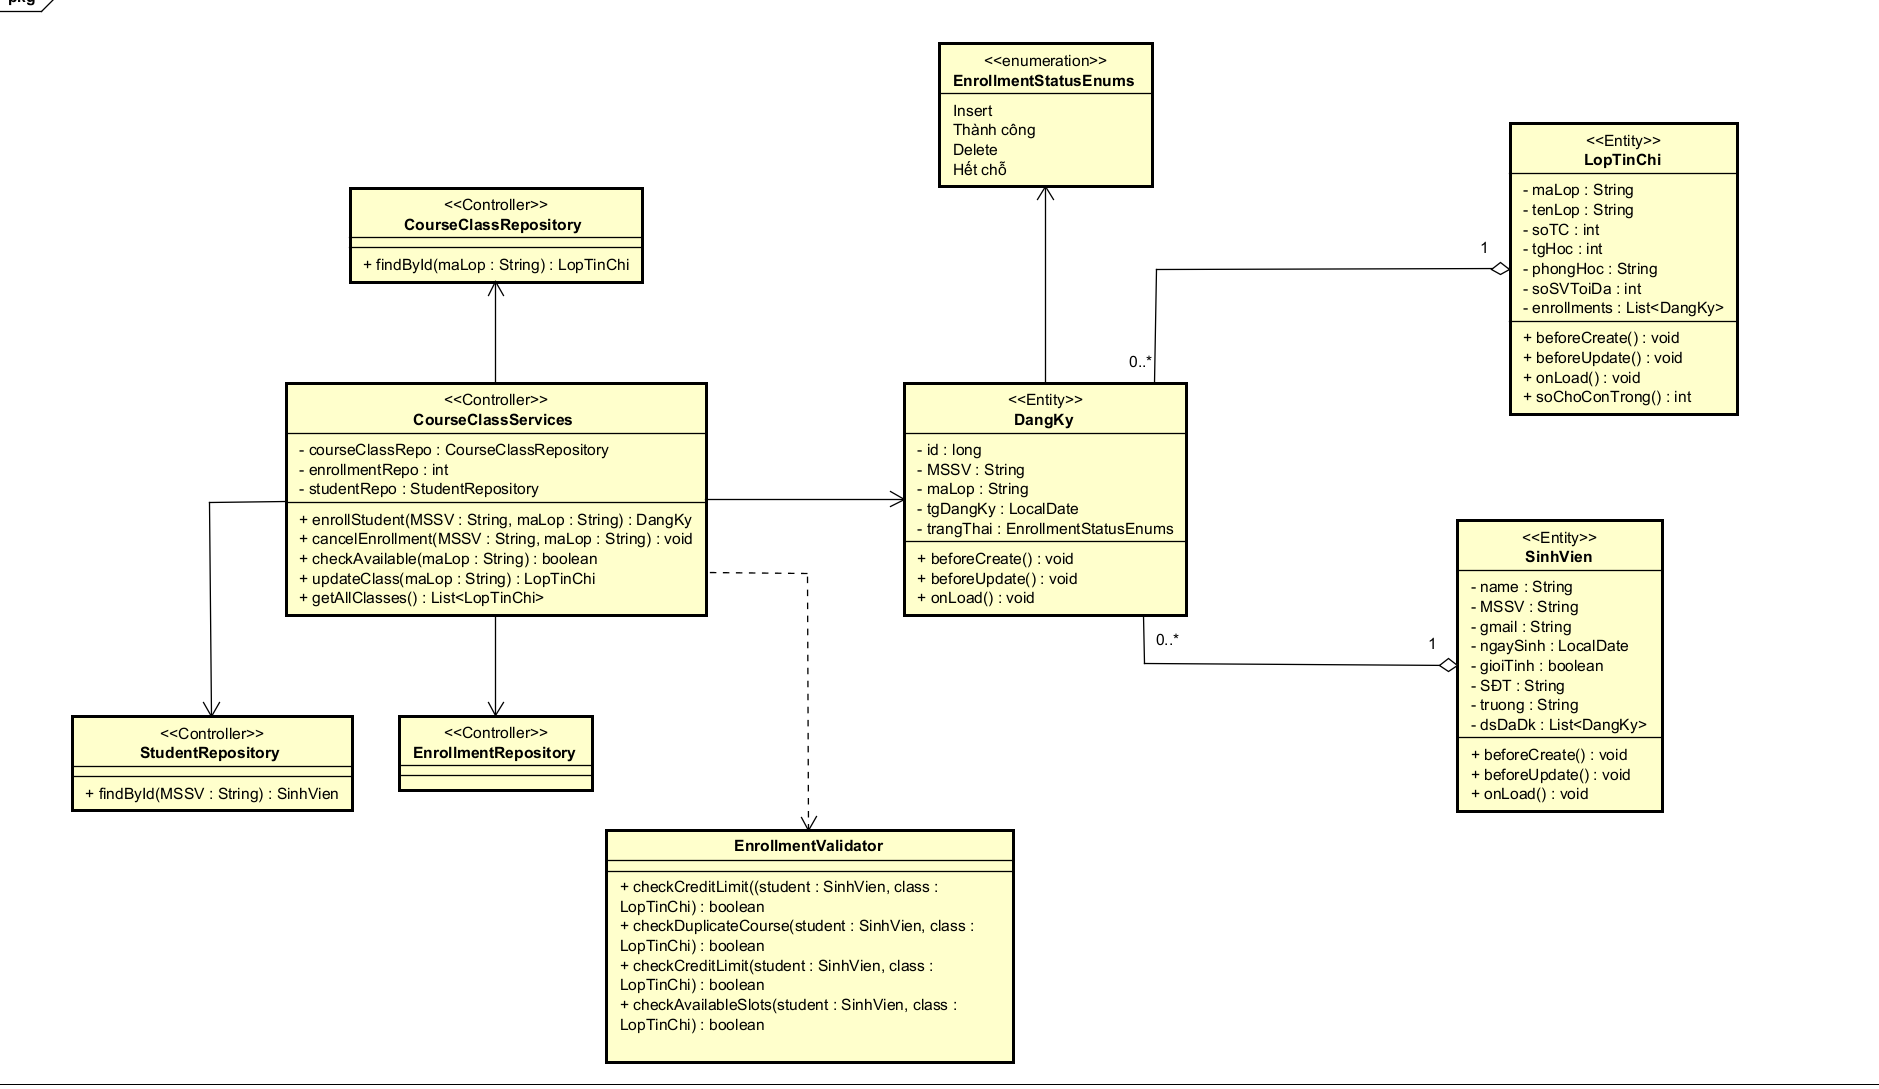 pkg
<<enumeration>>
EnrollmentStatusEnums
Insert
Thành công
Delete
Hết chỗ
<<Entity>>
LopTinChi
- maLop : String
- tenLop : String
- soTC : int
- tgHoc : int
- phongHoc : String
- soSVToiDa : int
- enrollments : List<DangKy>
+ beforeCreate() : void
+ beforeUpdate() : void
+ onLoad() : void
+ soChoConTrong() : int
1
0..*
<<Controller>>
CourseClassRepository
+ findById(maLop : String) : LopTinChi
<<Controller>>
CourseClassServices
- courseClassRepo : CourseClassRepository
- enrollmentRepo : int
- studentRepo : StudentRepository
+ enrollStudent(MSSV : String, maLop : String) : DangKy
+ cancelEnrollment(MSSV : String, maLop : String) : void
+ checkAvailable(maLop : String) : boolean
+ updateClass(maLop : String) : LopTinChi
+ getAllClasses() : List<LopTinChi>
<<Entity>>
DangKy
- id : long
- MSSV : String
- maLop : String
- tgDangKy : LocalDate
- trangThai : EnrollmentStatusEnums
+ beforeCreate() : void
+ beforeUpdate() : void
+ onLoad() : void
0..*
1
<<Entity>>
SinhVien
- name : String
- MSSV : String
- gmail : String
- ngaySinh : LocalDate
- gioiTinh : boolean
- SĐT : String
- truong : String
- dsDaDk : List<DangKy>
+ beforeCreate() : void
+ beforeUpdate() : void
+ onLoad() : void
<<Controller>>
StudentRepository
+ findById(MSSV : String) : SinhVien
<<Controller>>
EnrollmentRepository
EnrollmentValidator
+ checkCreditLimit((student : SinhVien, class :
LopTinChi) : boolean
+ checkDuplicateCourse(student : SinhVien, class :
LopTinChi) : boolean
+ checkCreditLimit(student : SinhVien, class :
LopTinChi) : boolean
+ checkAvailableSlots(student : SinhVien, class :
LopTinChi) : boolean